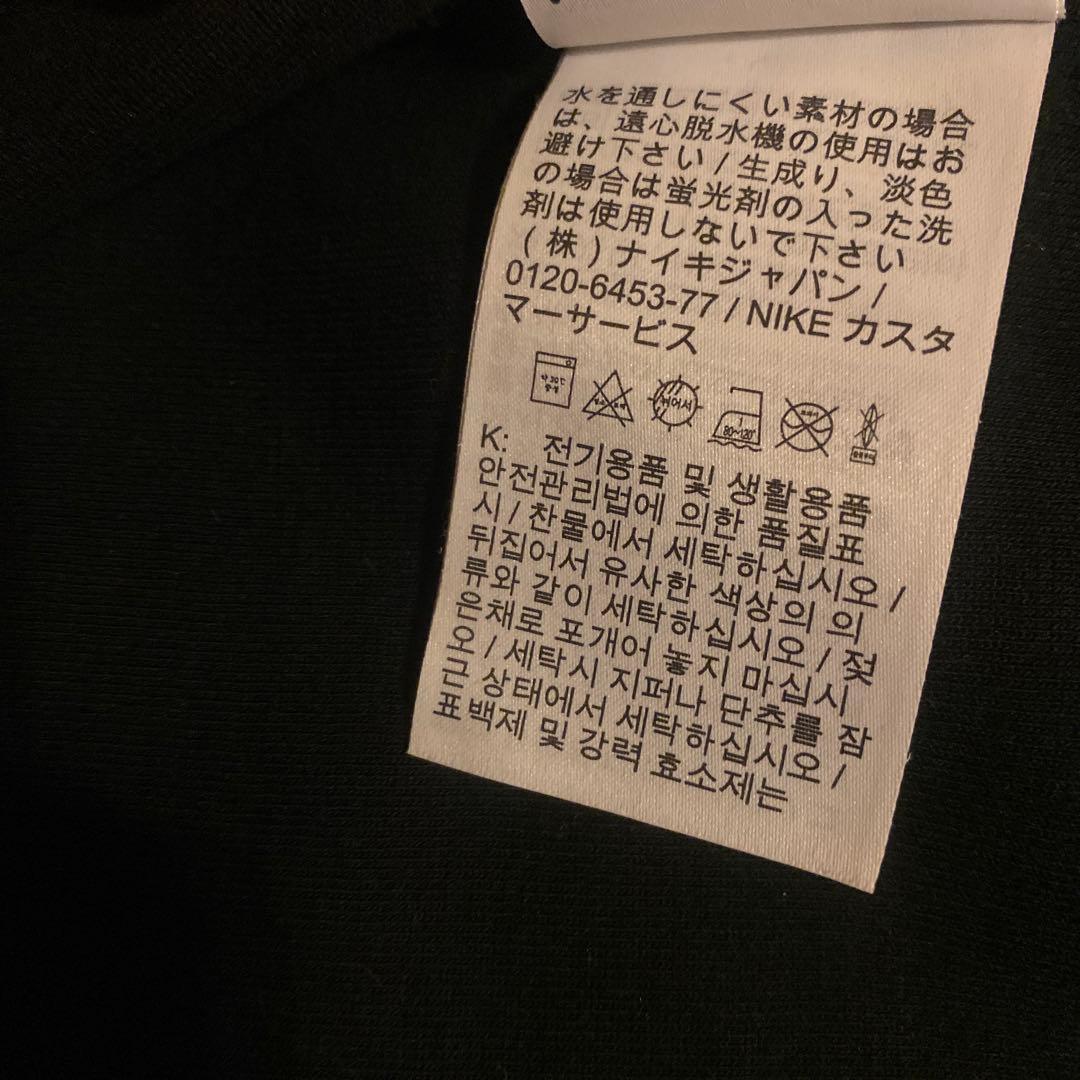 水を通しにくい素材の場合
は、遠心脱水機の使用はお
避け下さい / 生成り、淡色
の場合は蛍光剤の入った洗
剤は使用しないで下さい
(株)ナイキジャパン /
0120-6453-77 / NIKE カスタ
マーサービス
약30℃
중성
80~120°
K: 전기용품 및 생활용품
안전관리법에 의한 품질표
시 / 찬물에서 세탁하십시오 /
뒤집어서 유사한 색상의 의
류와 같이 세탁하십시오 / 젖
은채로 포개어 놓지 마십시
오 / 세탁시 지퍼나 단추를 잠
근 상태에서 세탁하십시오 /
표백제 및 강력 효소제는